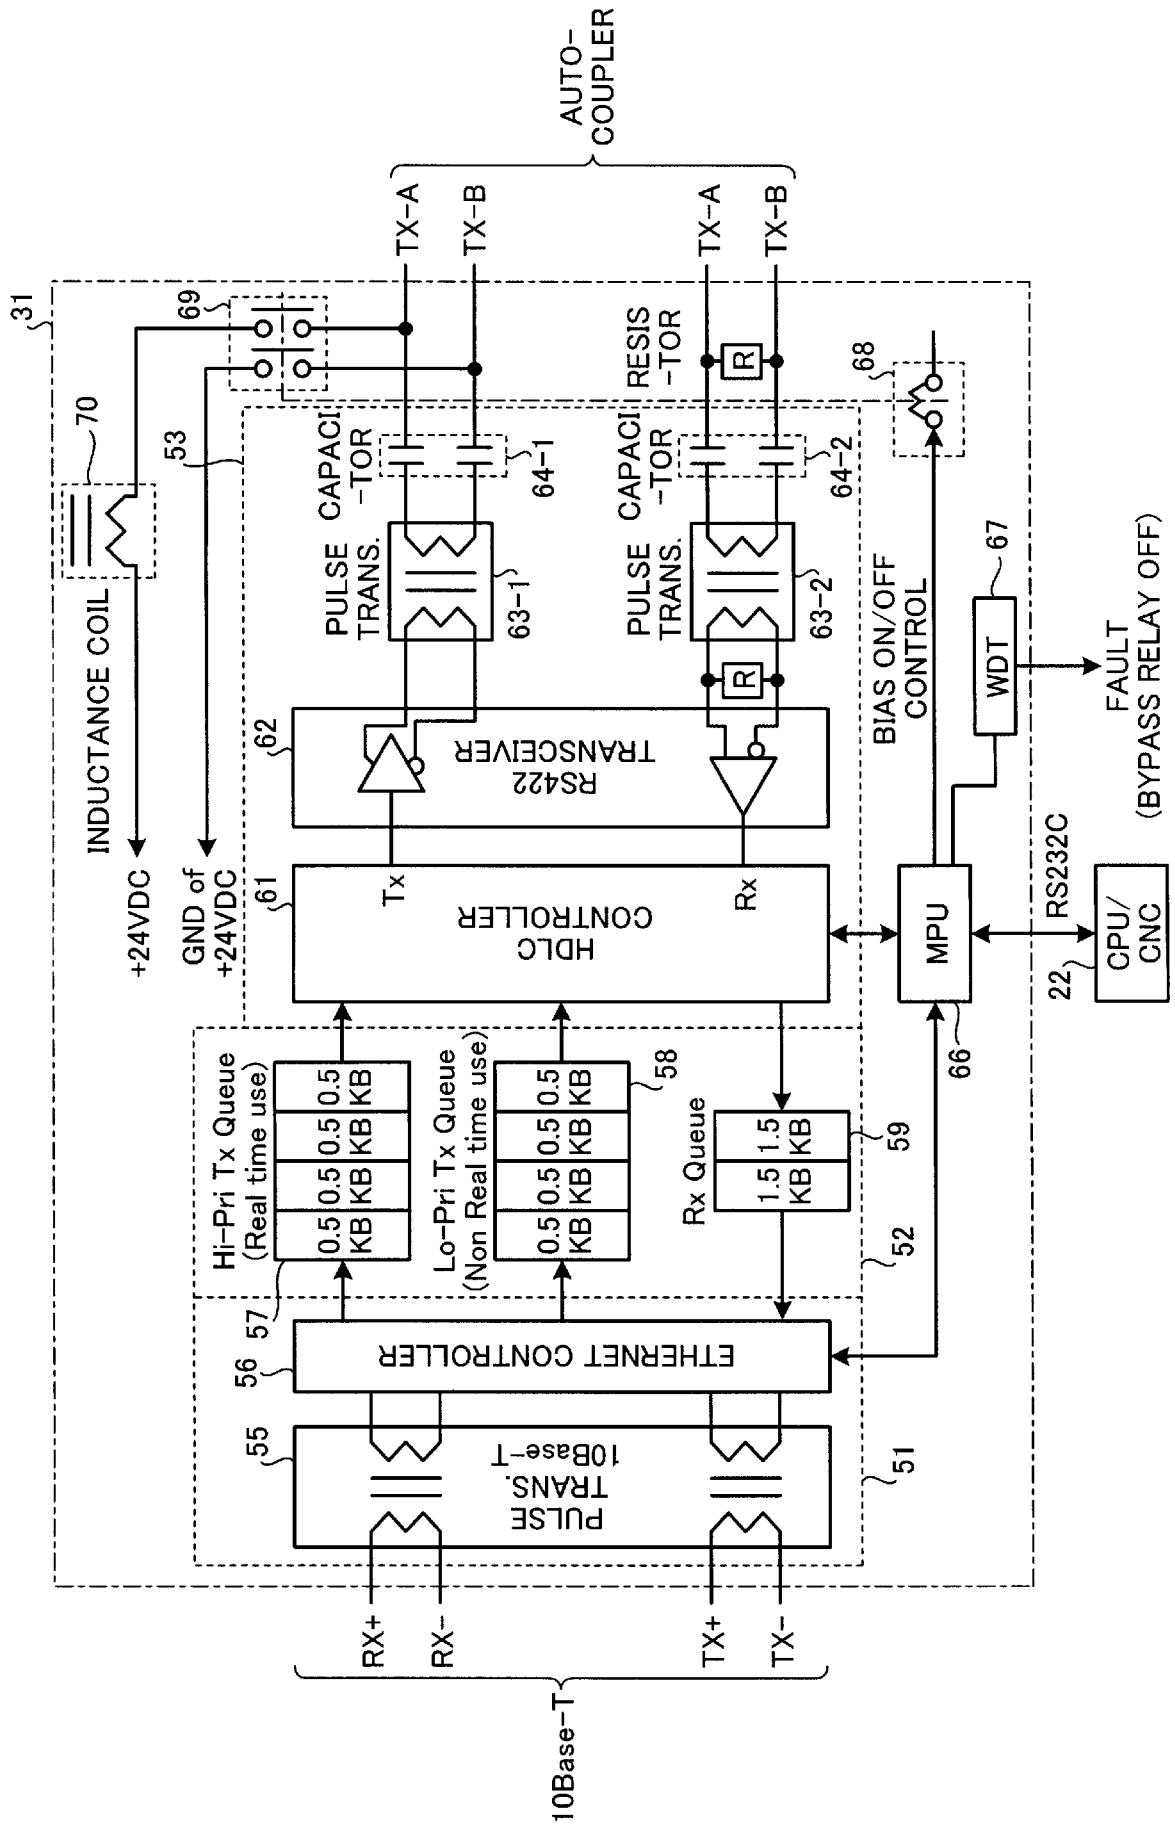 31
69
70
53
INDUCTANCE COIL
+24VDC
GND of
+24VDC
AUTO-
COUPLER
TX-A
TX-B
TX-A
TX-B
CAPACI
-TOR
64-1
PULSE
TRANS.
63-1
RESIS
-TOR
R
CAPACI
-TOR
64-2
PULSE
TRANS.
63-2
R
62
RS422
TRANSCEIVER
61
Tx
Rx
HDLC
CONTROLLER
Hi-Pri Tx Queue
(Real time use)
0.5
KB
0.5
KB
0.5
KB
0.5
KB
57
Lo-Pri Tx Queue
(Non Real time use)
0.5
KB
0.5
KB
0.5
KB
0.5
KB
58
Rx Queue
1.5
KB
1.5
KB
59
52
56
ETHERNET CONTROLLER
55
PULSE
TRANS.
10Base-T
51
RX+
RX-
TX+
TX-
10Base-T
68
BIAS ON/OFF
CONTROL
67
WDT
FAULT
(BYPASS RELAY OFF)
MPU
66
RS232C
22
CPU/
CNC